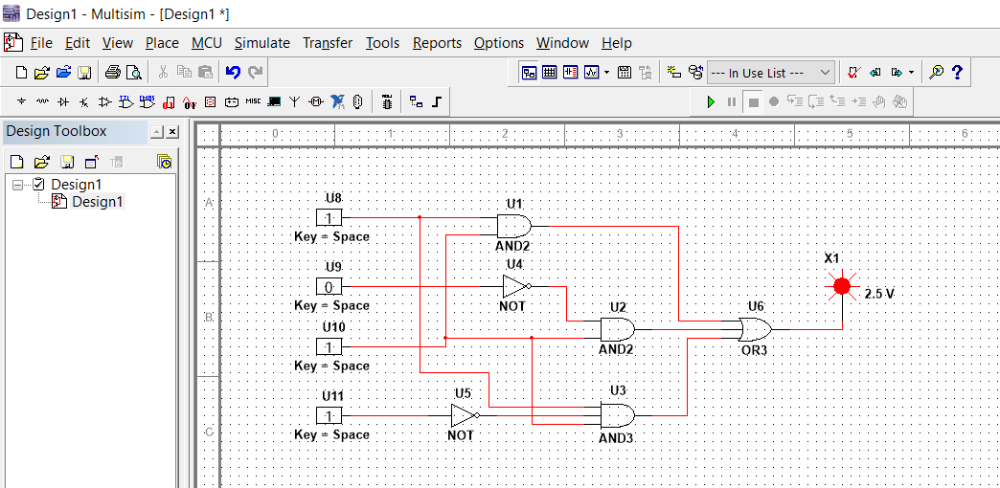 Design1 - Multisim - [Design1 *]
File Edit View Place MCU Simulate Transfer Tools Reports Options Window Help
--- In Use List ---
?
MISC
Design Toolbox
Design1
Design1
0 1 2 3 4 5 6
A
B
C
U8
1
Key = Space
U9
0
Key = Space
U10
1
Key = Space
U11
1
Key = Space
U1
AND2
U4
NOT
U2
AND2
U5
NOT
U3
AND3
U6
OR3
X1
2.5 V